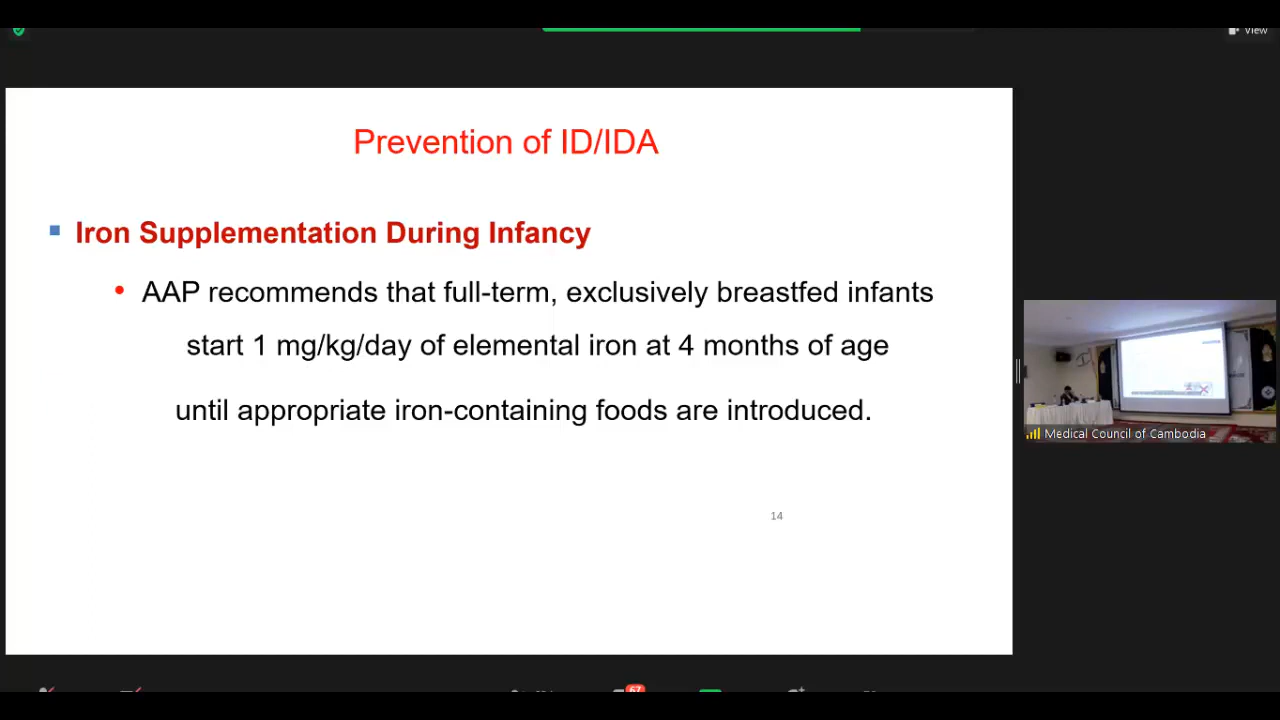 View
Prevention of ID/IDA
Iron Supplementation During Infancy
• AAP recommends that full-term, exclusively breastfed infants
start 1 mg/kg/day of elemental iron at 4 months of age
until appropriate iron-containing foods are introduced.
14
Medical Council of Cambodia
67